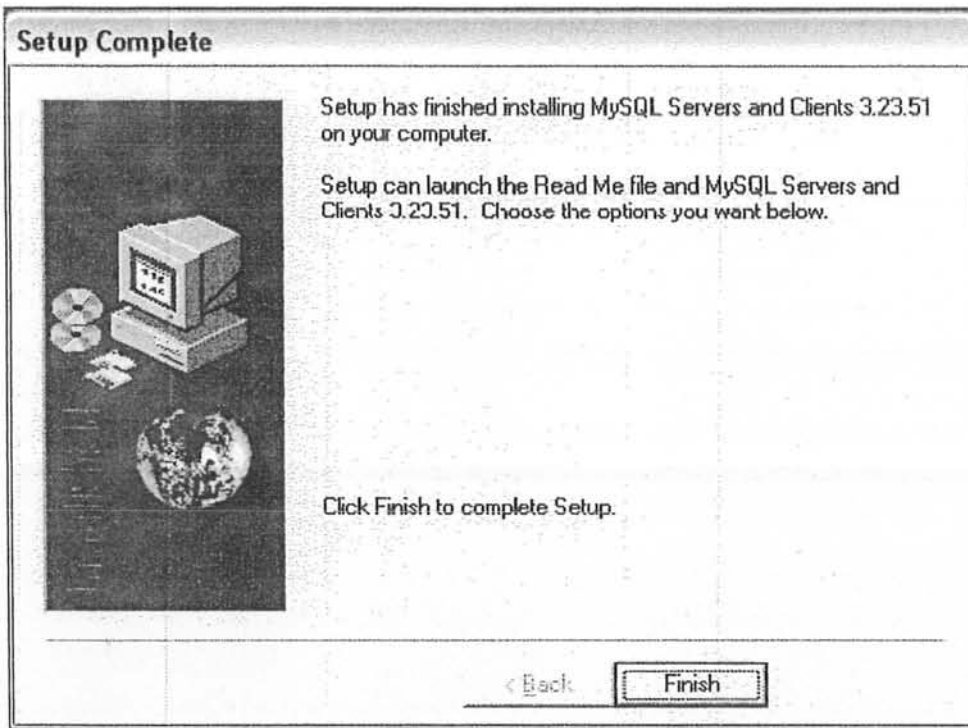 Setup Complete
Setup has finished installing MySQL Servers and Clients 3.23.51
on your computer.
Setup can launch the Read Me file and MySQL Servers and
Clients 3.23.51. Choose the options you want below.
Click Finish to complete Setup.
< Back
Finish